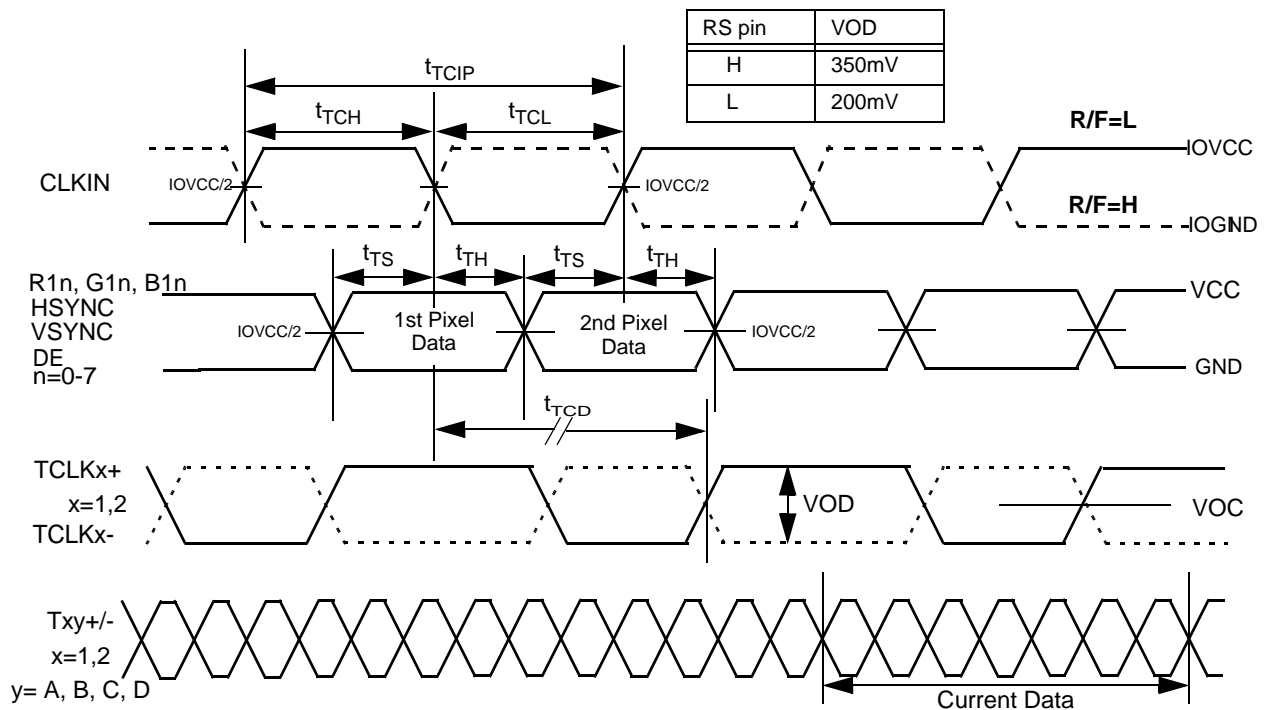 RS pin VOD
H 350mV
L 200mV
tTCIP
tTCH tTCL
R/F=L
IOVCC
CLKIN IOVCC/2 IOVCC/2
R/F=H
IOGND
tTS tTH tTS tTH
R1n, G1n, B1n
HSYNC
VSYNC
DE
n=0-7
IOVCC/2
1st Pixel
Data
2nd Pixel
Data
IOVCC/2
VCC
GND
tTCD
TCLKx+
x=1,2
TCLKx-
VOD
VOC
Txy+/-
x=1,2
y= A, B, C, D
Current Data